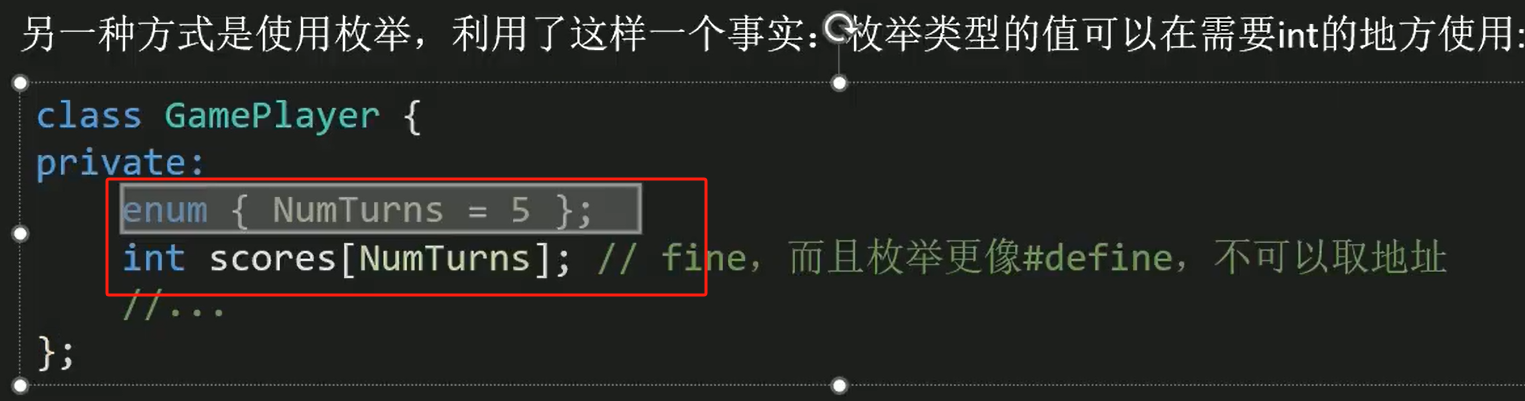 另一种方式是使用枚举，利用了这样一个事实：枚举类型的值可以在需要int的地方使用:
class GamePlayer {
private:
enum { NumTurns = 5 };
int scores[NumTurns]; // fine，而且枚举更像#define，不可以取地址
//...
};